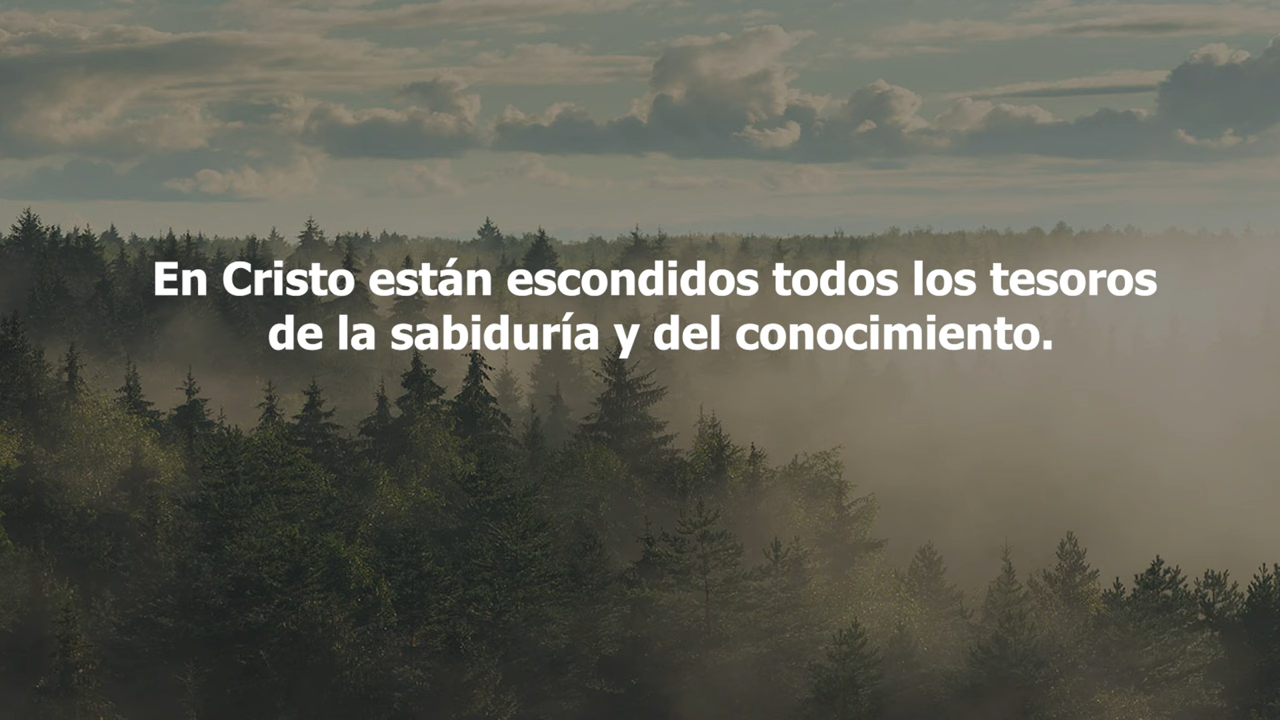 En Cristo están escondidos todos los tesoros
de la sabiduría y del conocimiento.